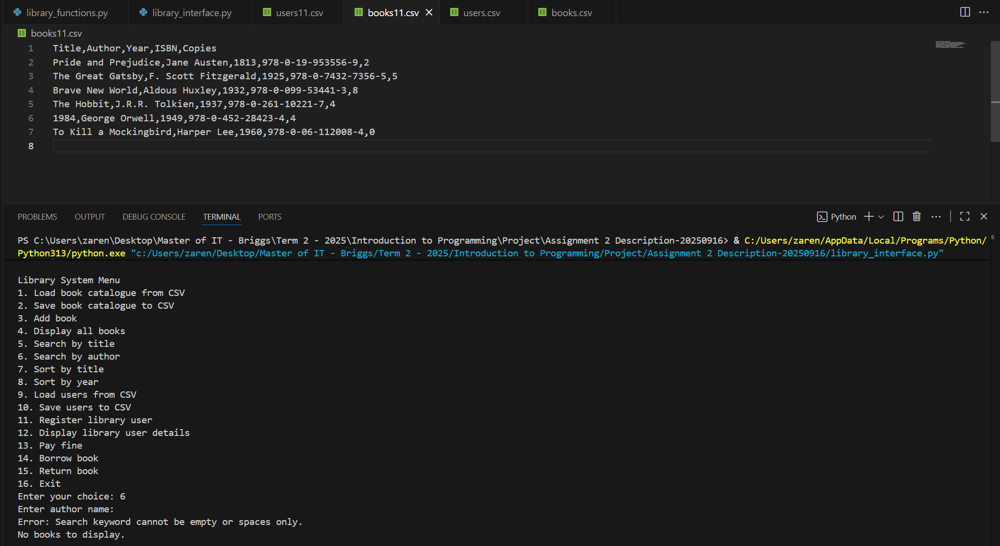 library_functions.py library_interface.py users11.csv books11.csv users.csv books.csv
books11.csv
1 Title,Author,Year,ISBN,Copies
2 Pride and Prejudice,Jane Austen,1813,978-0-19-953556-9,2
3 The Great Gatsby,F. Scott Fitzgerald,1925,978-0-7432-7356-5,5
4 Brave New World,Aldous Huxley,1932,978-0-099-53441-3,8
5 The Hobbit,J.R.R. Tolkien,1937,978-0-261-10221-7,4
6 1984,George Orwell,1949,978-0-452-28423-4,4
7 To Kill a Mockingbird,Harper Lee,1960,978-0-06-112008-4,0
8
PROBLEMS OUTPUT DEBUG CONSOLE TERMINAL PORTS Python
PS C:\Users\zaren\Desktop\Master of IT - Briggs\Term 2 - 2025\Introduction to Programming\Project\Assignment 2 Description-20250916> & C:/Users/zaren/AppData/Local/Programs/Python/
Python313/python.exe "c:/Users/zaren/Desktop/Master of IT - Briggs/Term 2 - 2025/Introduction to Programming/Project/Assignment 2 Description-20250916/library_interface.py"
Library System Menu
1. Load book catalogue from CSV
2. Save book catalogue to CSV
3. Add book
4. Display all books
5. Search by title
6. Search by author
7. Sort by title
8. Sort by year
9. Load users from CSV
10. Save users to CSV
11. Register library user
12. Display library user details
13. Pay fine
14. Borrow book
15. Return book
16. Exit
Enter your choice: 6
Enter author name:
Error: Search keyword cannot be empty or spaces only.
No books to display.